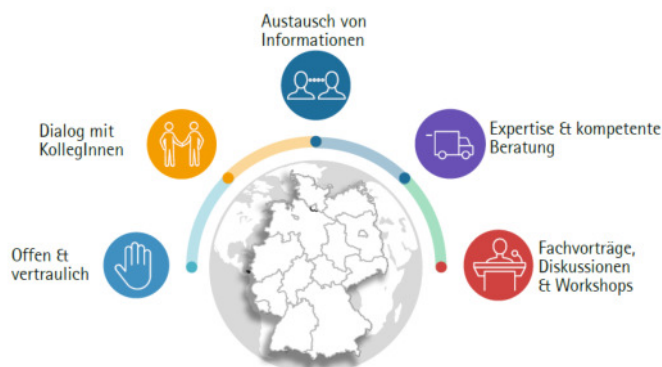 Austausch von
Informationen
Dialog mit
KollegInnen
Expertise & kompetente
Beratung
Offen &
vertraulich
Fachvorträge,
Diskussionen
& Workshops